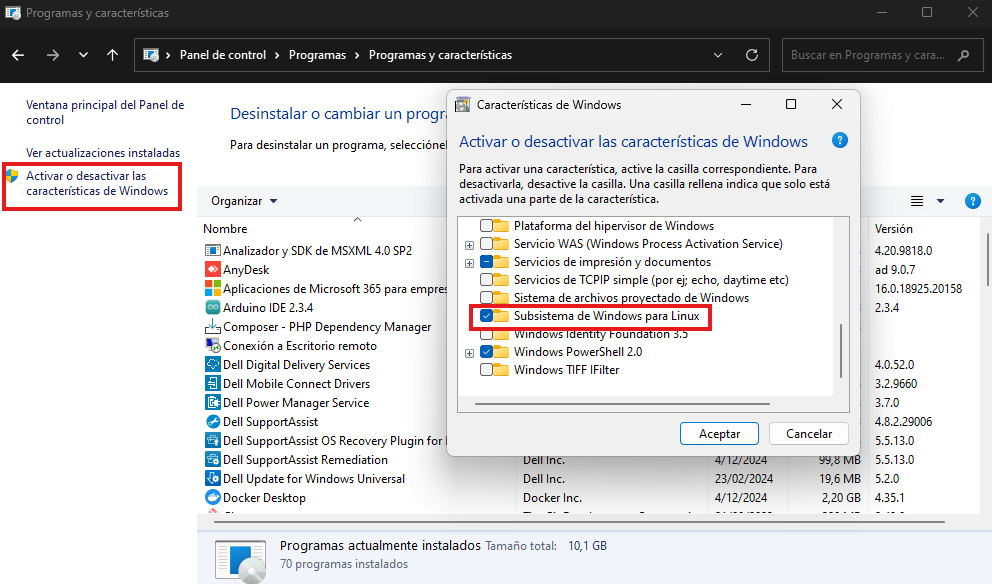 Programas y características
Panel de control > Programas > Programas y características
Buscar en Programas y cara...
Ventana principal del Panel de
control
Ver actualizaciones instaladas
Activar o desactivar las
características de Windows
Desinstalar o cambiar un progr
Para desinstalar un programa, selecciónel
Organizar
Nombre
Versión
Analizador y SDK de MSXML 4.0 SP2
4.20.9818.0
AnyDesk
ad 9.0.7
Aplicaciones de Microsoft 365 para empres
16.0.18925.20158
Arduino IDE 2.3.4
2.3.4
Composer - PHP Dependency Manager
Conexión a Escritorio remoto
Dell Digital Delivery Services
4.0.52.0
Dell Mobile Connect Drivers
3.2.9660
Dell Power Manager Service
3.7.0
Dell SupportAssist
4.8.2.29006
Dell SupportAssist OS Recovery Plugin for
5.5.13.0
Dell SupportAssist Remediation
Dell Inc.
4/12/2024
99,8 MB
5.5.13.0
Dell Update for Windows Universal
Dell Inc.
23/02/2024
19,6 MB
5.2.0
Docker Desktop
Docker Inc.
4/12/2024
2,20 GB
4.35.1
Programas actualmente instalados Tamaño total: 10,1 GB
70 programas instalados
Características de Windows
Activar o desactivar las características de Windows
Para activar una característica, active la casilla correspondiente. Para
desactivarla, desactive la casilla. Una casilla rellena indica que solo está
activada una parte de la característica.
Plataforma del hipervisor de Windows
Servicio WAS (Windows Process Activation Service)
Servicios de impresión y documentos
Servicios de TCPIP simple (por ej; echo, daytime etc)
Sistema de archivos proyectado de Windows
Subsistema de Windows para Linux
Windows Identity Foundation 3.5
Windows PowerShell 2.0
Windows TIFF IFilter
Aceptar
Cancelar